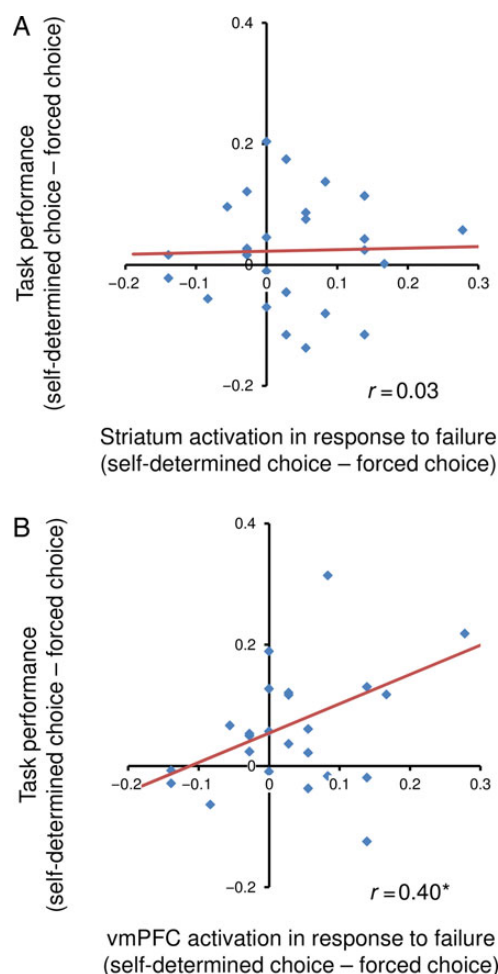 A
Task performance
(self-determined choice – forced choice)
0.4
0.2
0
−0.2
−0.1
0
0.1
0.2
0.3
−0.2
r = 0.03
Striatum activation in response to failure
(self-determined choice – forced choice)
B
Task performance
(self-determined choice – forced choice)
0.4
0.2
0
−0.2
−0.1
0
0.1
0.2
0.3
−0.2
r = 0.40*
vmPFC activation in response to failure
(self-determined choice – forced choice)